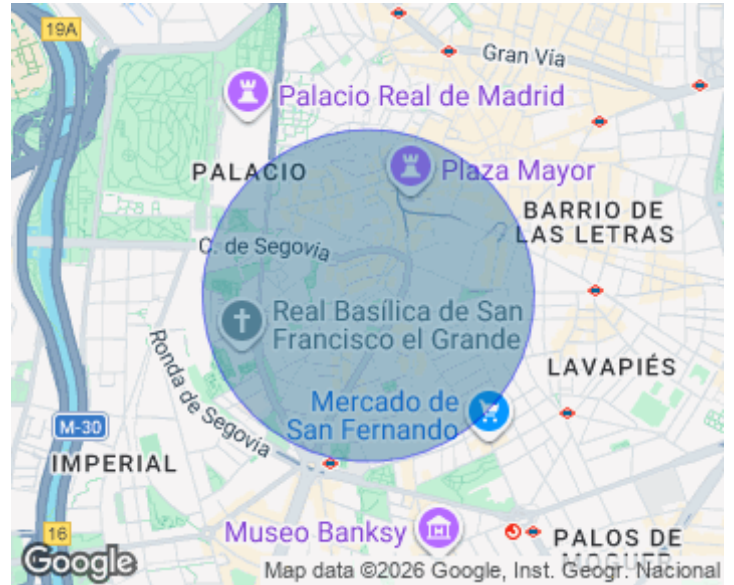 19A
Gran Vía
Palacio Real de Madrid
PALACIO
Plaza Mayor
BARRIO DE
LAS LETRAS
C. de Segovia
Real Basílica de San
Francisco el Grande
Ronda de Segovia
LAVAPIÉS
Mercado de
San Fernando
M-30
IMPERIAL
16
Museo Banksy
PALOS DE
MOGUER
Google
Map data ©2026 Google, Inst. Geogr. Nacional